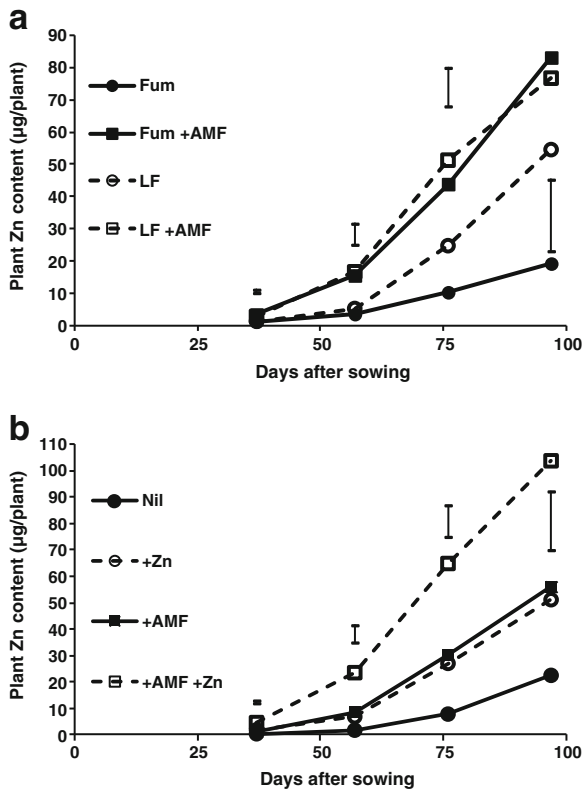 a
Plant Zn content (µg/plant)
90
80
70
60
50
40
30
20
10
0
Fum
Fum +AMF
LF
LF +AMF
0 25 50 75 100
Days after sowing
b
Plant Zn content (µg/plant)
110
100
90
80
70
60
50
40
30
20
10
0
Nil
+Zn
+AMF
+AMF +Zn
0 25 50 75 100
Days after sowing